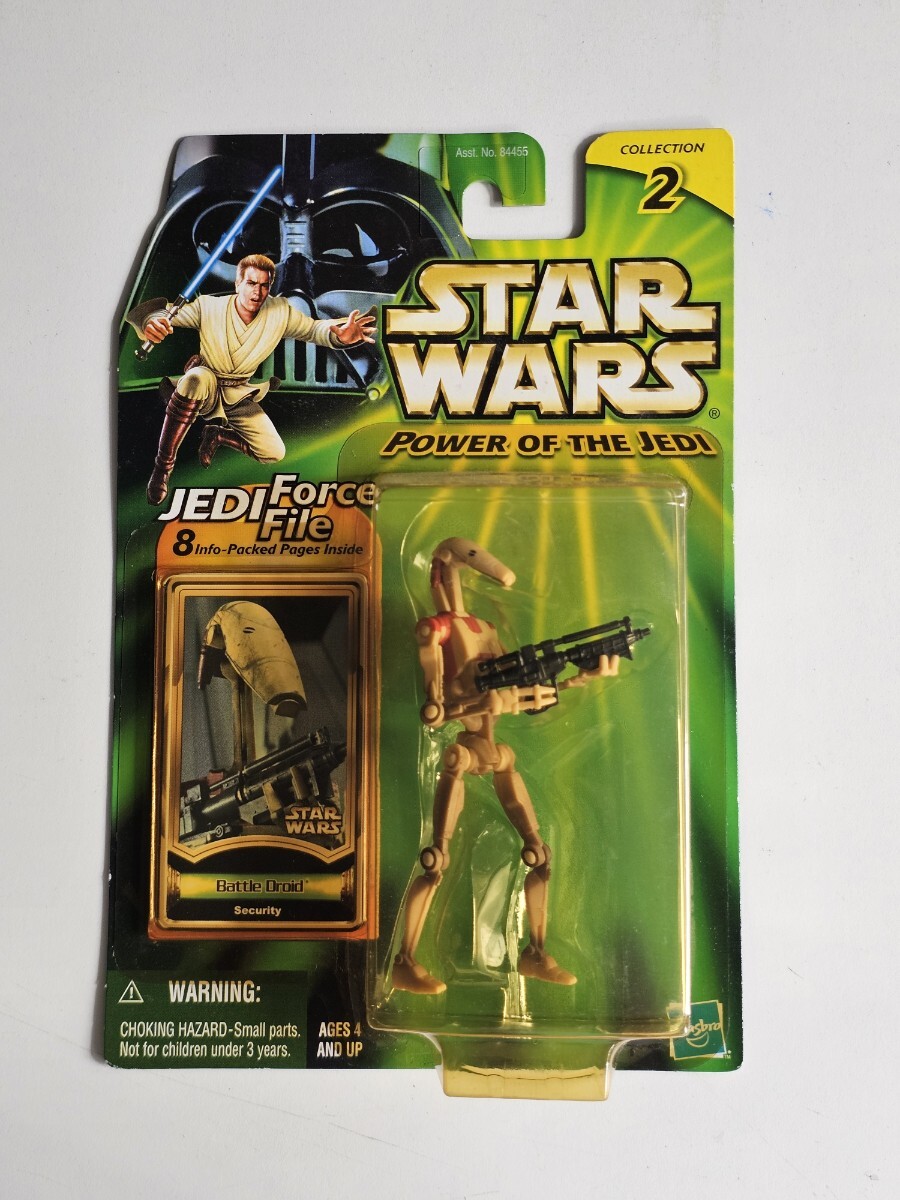 Asst. No. 84455
COLLECTION
2
STAR
WARS®
POWER OF THE JEDI
JEDI Force
File
8 Info-Packed Pages Inside
STAR
WARS
Battle Droid™
Security
WARNING:
CHOKING HAZARD-Small parts.
Not for children under 3 years.
AGES 4
AND UP
Hasbro
™